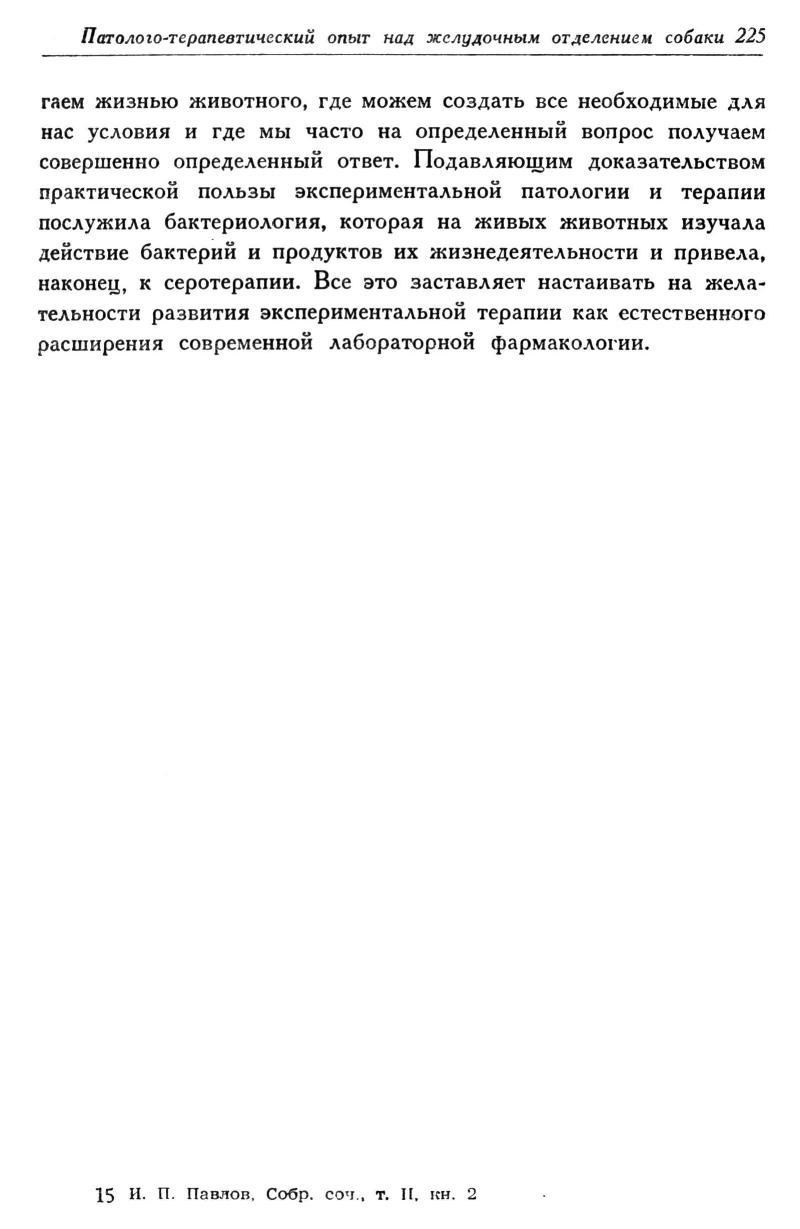 Патолого-терапевтический опыт над желудочным отделением собаки 225
гаем жизнью животного, где можем создать все необходимые для
нас условия и где мы часто на определенный вопрос получаем
совершенно определенный ответ. Подавляющим доказательством
практической пользы экспериментальной патологии и терапии
послужила бактериология, которая на живых животных изучала
действие бактерий и продуктов их жизнедеятельности и привела,
наконец, к серотерапии. Все это заставляет настаивать на жела-
тельности развития экспериментальной терапии как естественного
расширения современной лабораторной фармакологии.
15 И. П. Павлов, Собр. соч., т. II, кн. 2